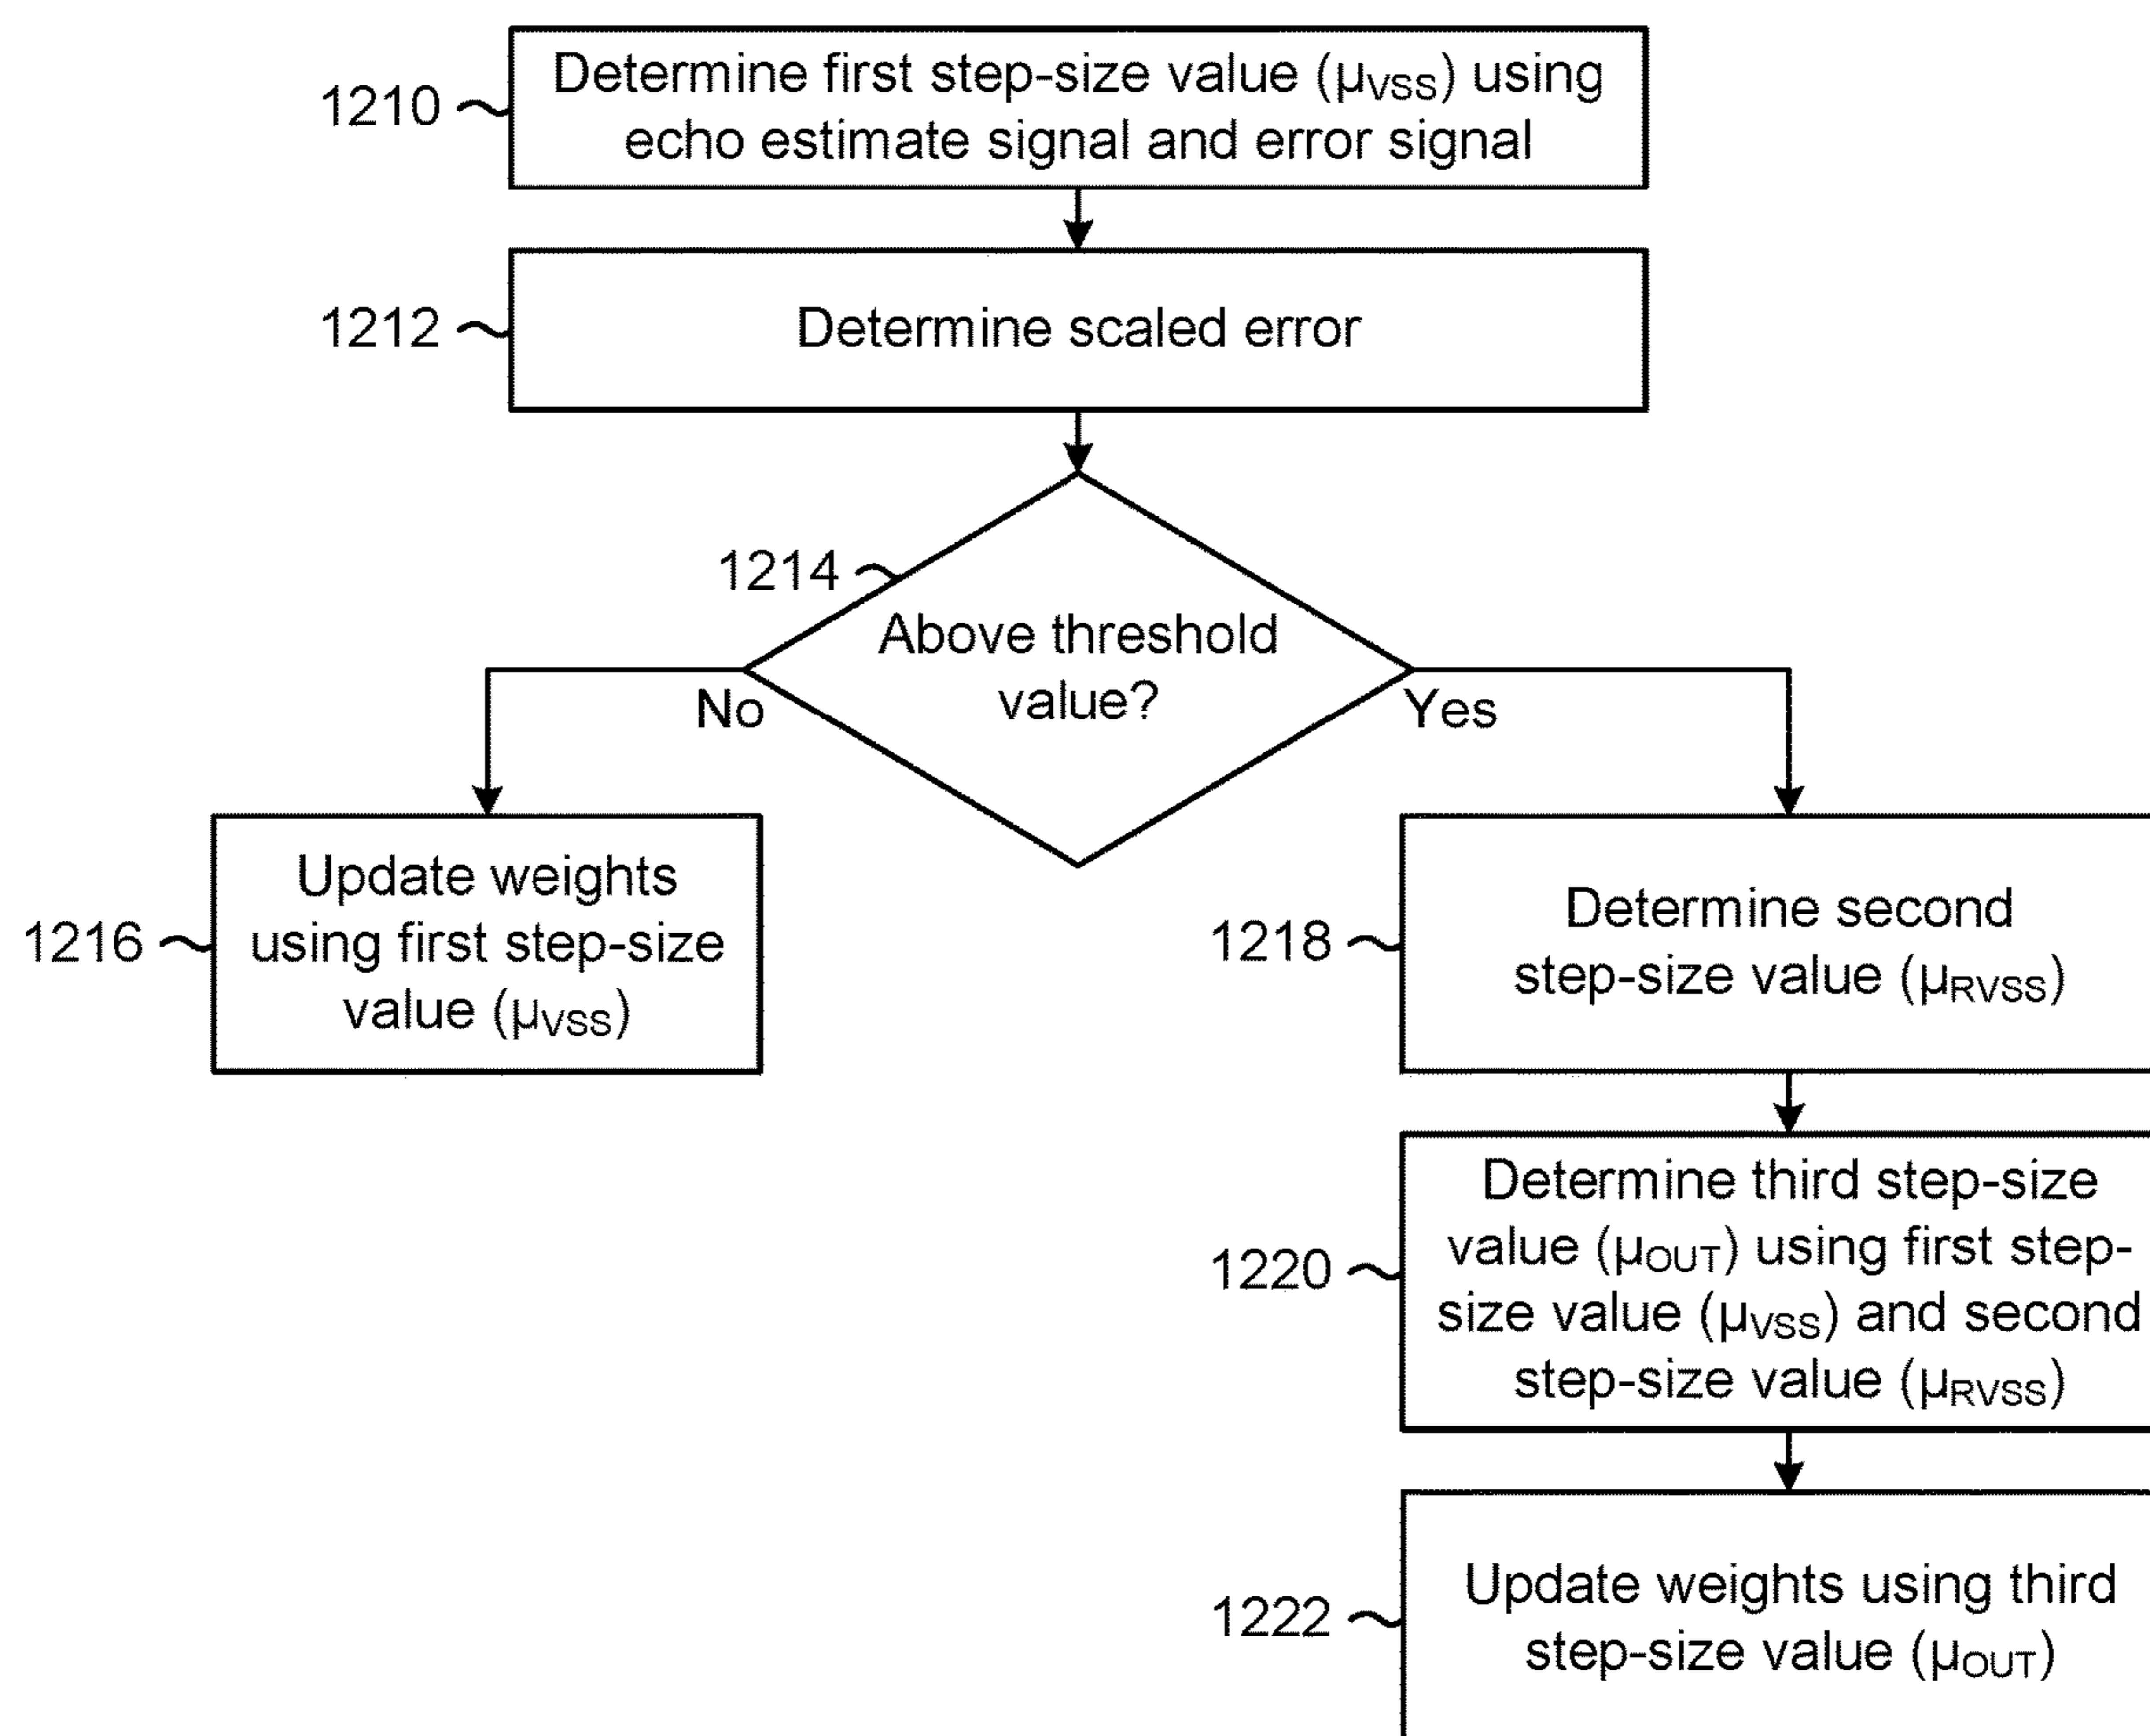 Determine first step-size value (μVSS) using
1210
echo estimate signal and error signal
1212
Determine scaled error
1214
Above threshold
value?
No
Yes
Update weights
1216
using first step-size
value (μVSS)
Determine second
1218
step-size value (μRVSS)
Determine third step-size
value (μOUT) using first step-
1220
size value (μVSS) and second
step-size value (μRVSS)
Update weights using third
1222
step-size value (μOUT)